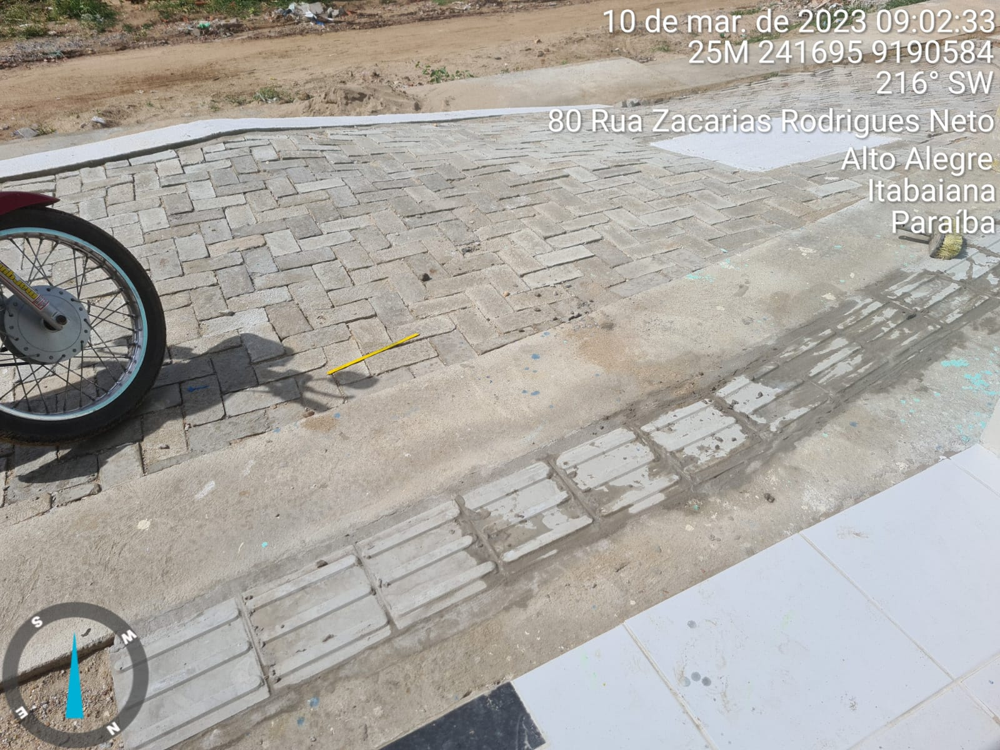 10 de mar. de 2023 09:02:33
25M 241695 9190584
216° SW
80 Rua Zacarias Rodrigues Neto
Alto Alegre
Itabaiana
Paraíba
S
W
E
N